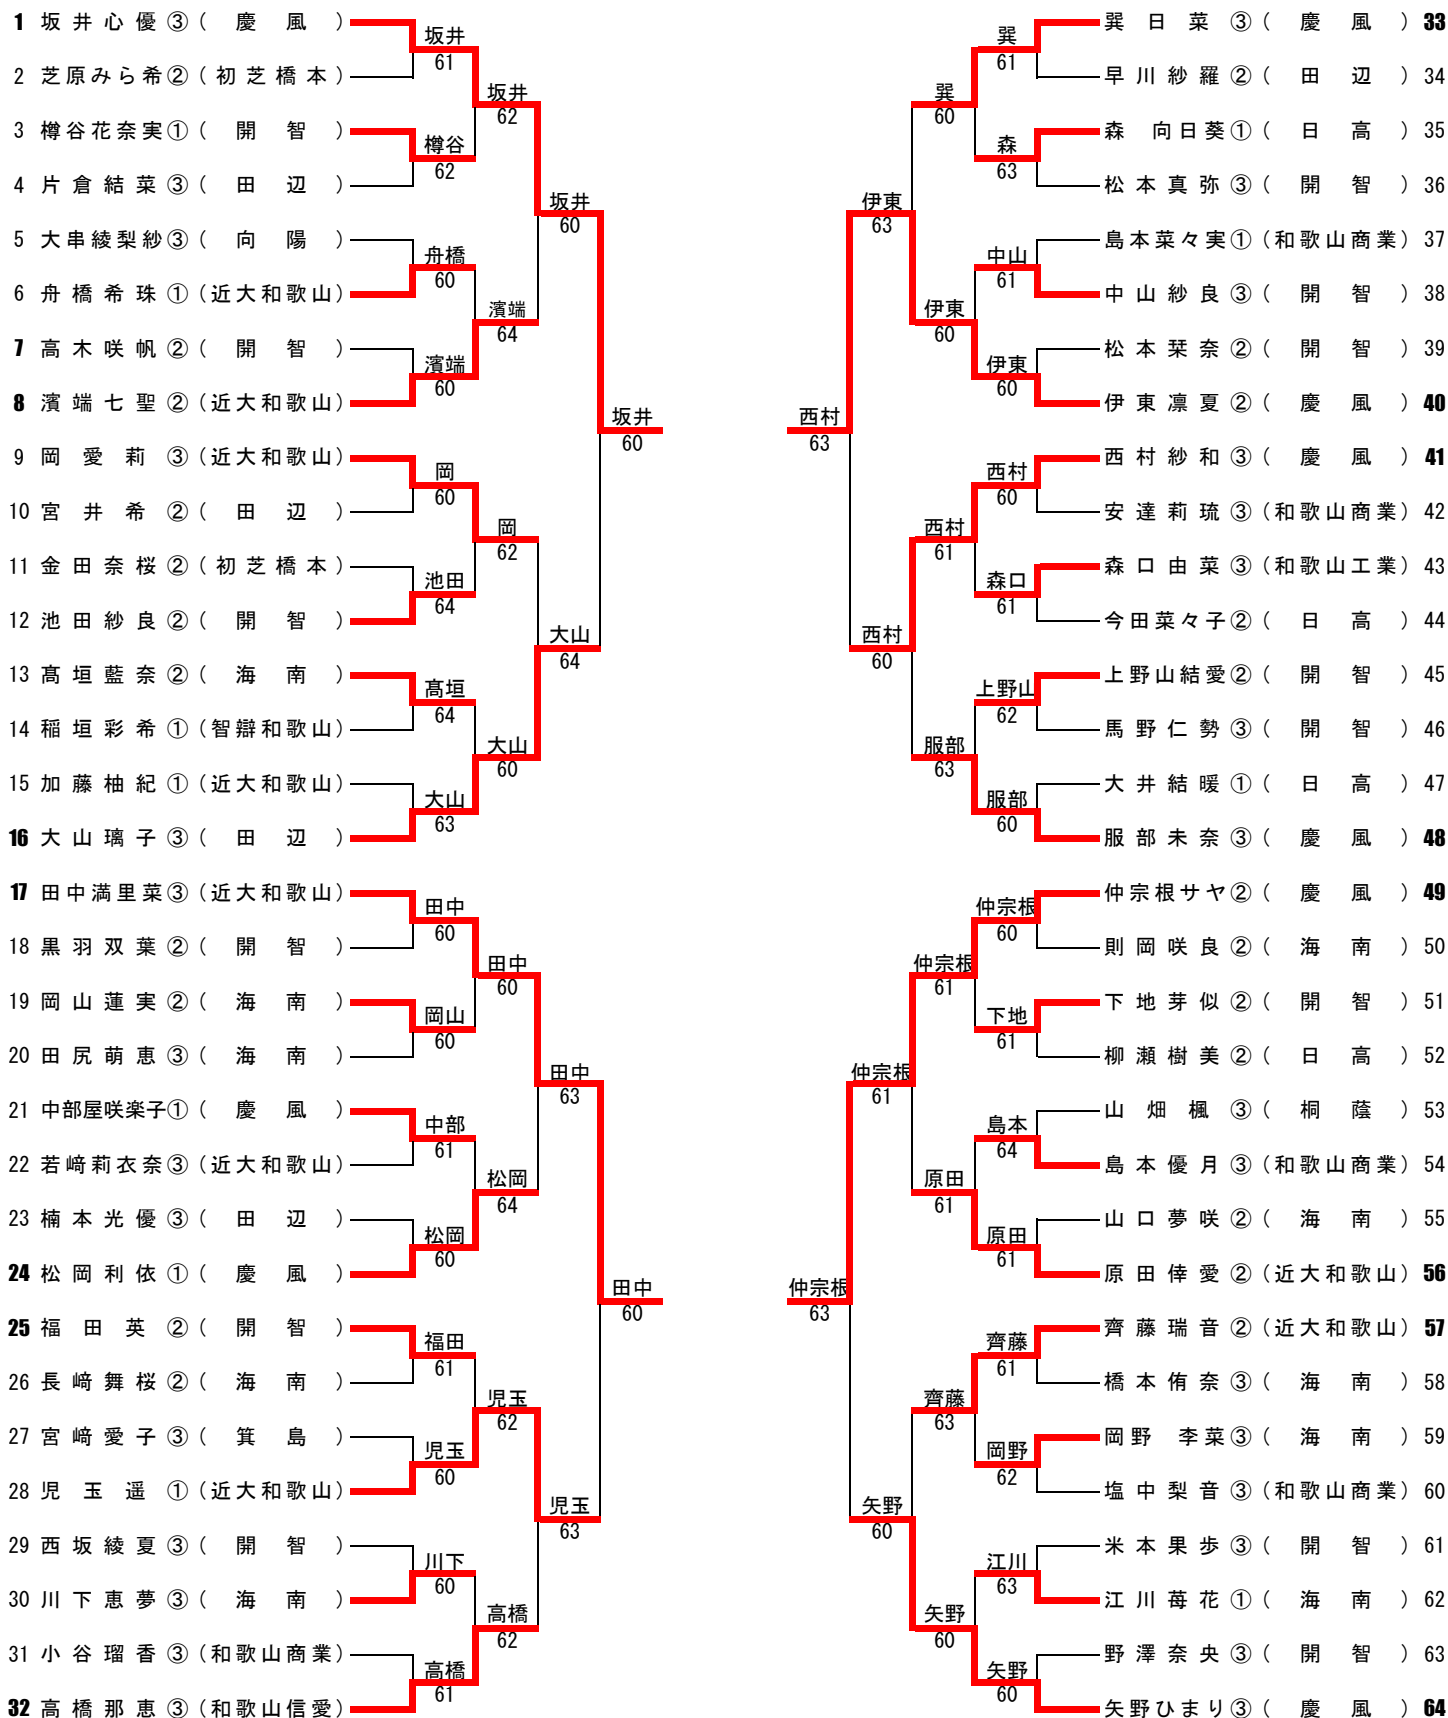 1 坂井心優③(慶風)
2 芝原みら希②(初芝橋本)
3 樽谷花奈実①(開智)
4 片倉結菜③(田辺)
5 大串綾梨紗③(向陽)
6 舟橋希珠①(近大和歌山)
7 高木咲帆②(開智)
8 濱端七聖②(近大和歌山)
9 岡愛莉③(近大和歌山)
10 宮井希②(田辺)
11 金田奈桜②(初芝橋本)
12 池田紗良②(開智)
13 髙垣藍奈②(海南)
14 稲垣彩希①(智辯和歌山)
15 加藤柚紀①(近大和歌山)
16 大山璃子③(田辺)
17 田中満里菜③(近大和歌山)
18 黒羽双葉②(開智)
19 岡山蓮実②(海南)
20 田尻萌恵③(海南)
21 中部屋咲楽子①(慶風)
22 若﨑莉衣奈③(近大和歌山)
23 楠本光優③(田辺)
24 松岡利依①(慶風)
25 福田英②(開智)
26 長﨑舞桜②(海南)
27 宮﨑愛子③(箕島)
28 児玉遥①(近大和歌山)
29 西坂綾夏③(開智)
30 川下恵夢③(海南)
31 小谷瑠香③(和歌山商業)
32 高橋那恵③(和歌山信愛)
坂井
61
樽谷
62
舟橋
60
濱端
60
岡
60
池田
64
髙垣
64
大山
63
田中
60
岡山
60
中部
61
松岡
60
福田
61
児玉
60
川下
60
高橋
61
坂井
62
濱端
64
岡
62
大山
60
田中
60
松岡
64
児玉
62
高橋
62
坂井
60
大山
64
田中
63
児玉
63
坂井
60
田中
60
西村
63
仲宗根
63
伊東
63
西村
60
仲宗根
61
矢野
60
巽
60
伊東
60
西村
61
服部
63
仲宗根
61
原田
61
齊藤
63
矢野
60
巽
61
森
63
中山
61
伊東
60
西村
60
森口
61
上野山
62
服部
60
仲宗根
60
下地
61
島本
64
原田
61
齊藤
61
岡野
62
江川
63
矢野
60
巽日菜③(慶風) 33
早川紗羅②(田辺) 34
森 向日葵①(日高) 35
松本真弥③(開智) 36
島本菜々実①(和歌山商業) 37
中山紗良③(開智) 38
松本栞奈②(開智) 39
伊東凛夏②(慶風) 40
西村紗和③(慶風) 41
安達莉琉③(和歌山商業) 42
森口由菜③(和歌山工業) 43
今田菜々子②(日高) 44
上野山結愛②(開智) 45
馬野仁勢③(開智) 46
大井結暖①(日高) 47
服部未奈③(慶風) 48
仲宗根サヤ②(慶風) 49
則岡咲良②(海南) 50
下地芽似②(開智) 51
柳瀬樹美②(日高) 52
山畑楓③(桐蔭) 53
島本優月③(和歌山商業) 54
山口夢咲②(海南) 55
原田倖愛②(近大和歌山) 56
齊藤瑞音②(近大和歌山) 57
橋本侑奈③(海南) 58
岡野 李菜③(海南) 59
塩中梨音③(和歌山商業) 60
米本果歩③(開智) 61
江川苺花①(海南) 62
野澤奈央③(開智) 63
矢野ひまり③(慶風) 64